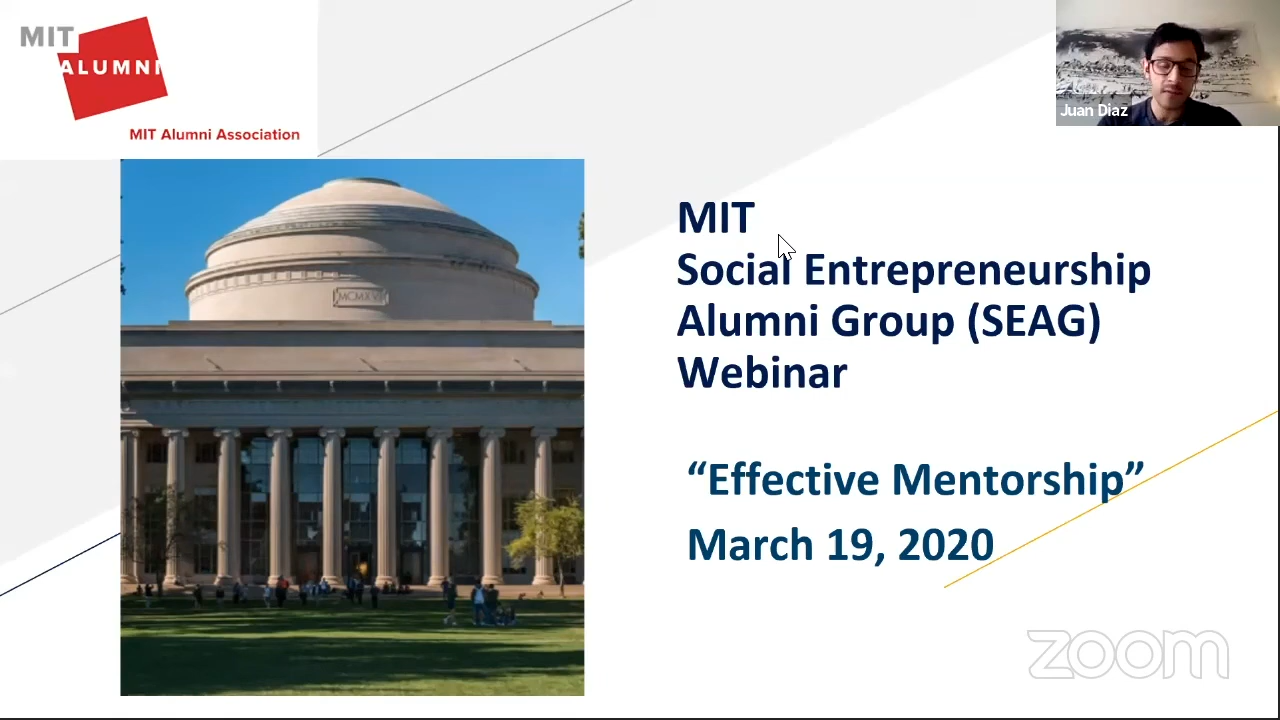 MIT
ALUMNI
MIT Alumni Association
Juan Diaz
MCMXVI
MIT
Social Entrepreneurship
Alumni Group (SEAG)
Webinar
“Effective Mentorship”
March 19, 2020
zoom